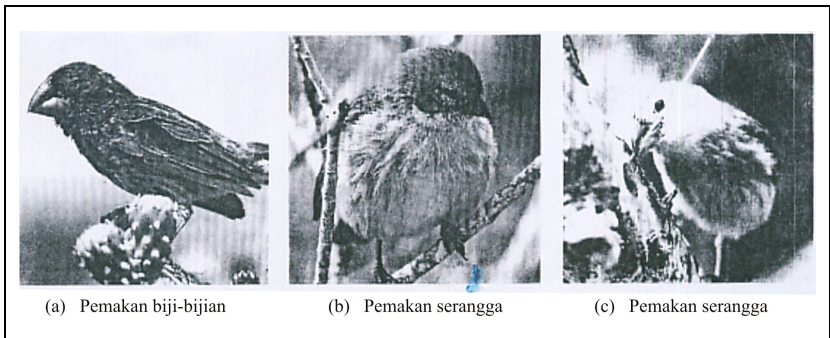 (a) Pemakan biji-bijian
(b) Pemakan serangga
(c) Pemakan serangga